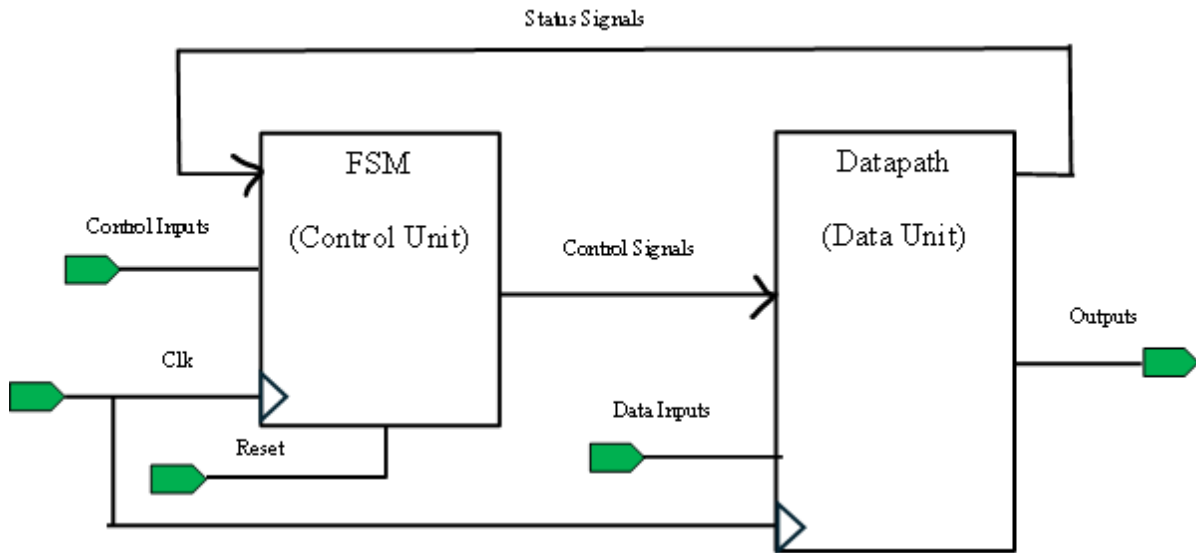 Status Signals
FSM
(Control Unit)
Datapath
(Data Unit)
Control Inputs
Control Signals
Outputs
Clk
Data Inputs
Reset